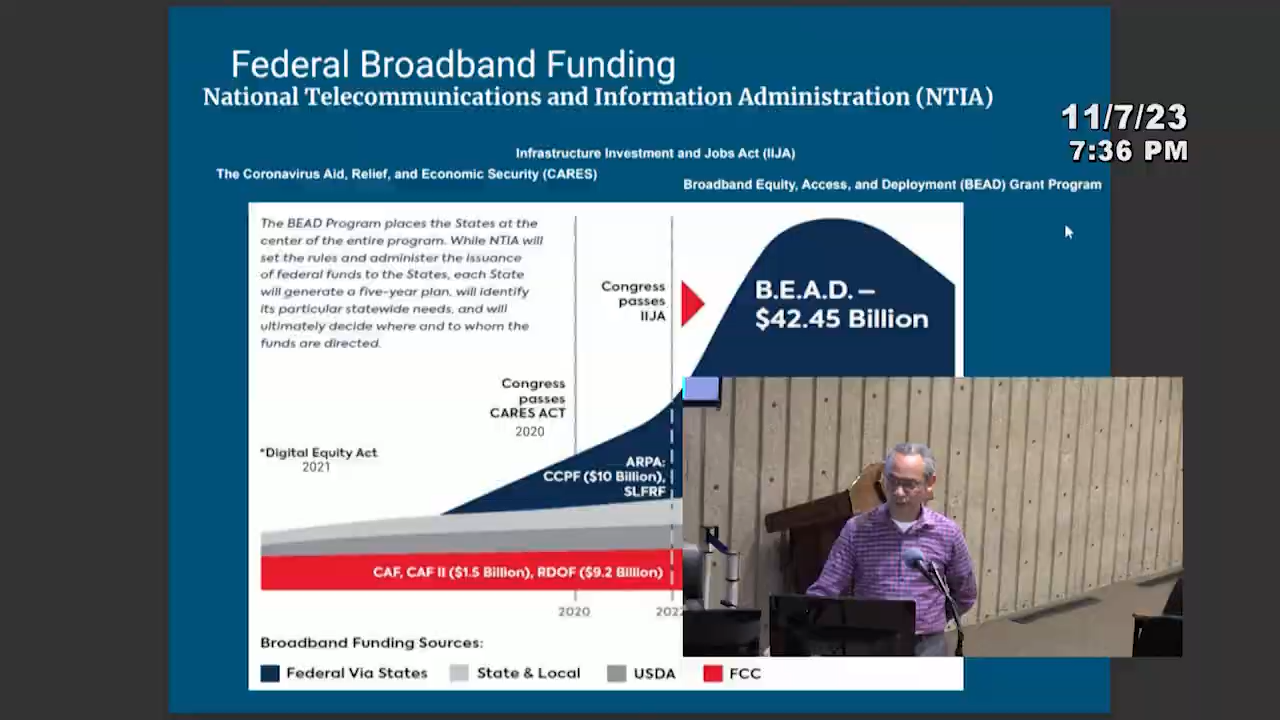 Federal Broadband Funding
National Telecommunications and Information Administration (NTIA)
11/7/23
7:36 PM
Infrastructure Investment and Jobs Act (IIJA)
The Coronavirus Aid, Relief, and Economic Security (CARES)
Broadband Equity, Access, and Deployment (BEAD) Grant Program
The BEAD Program places the States at the
center of the entire program. While NTIA will
set the rules and administer the issuance
of federal funds to the States, each State
will generate a five-year plan, will identify
its particular statewide needs, and will
ultimately decide where and to whom the
funds are directed.
Congress
passes
IIJA
B.E.A.D. –
$42.45 Billion
Congress
passes
CARES ACT
2020
*Digital Equity Act
2021
ARPA:
CCPF ($10 Billion),
SLFRF
CAF, CAF II ($1.5 Billion), RDOF ($9.2 Billion)
2020
2022
Broadband Funding Sources:
Federal Via States
State & Local
USDA
FCC